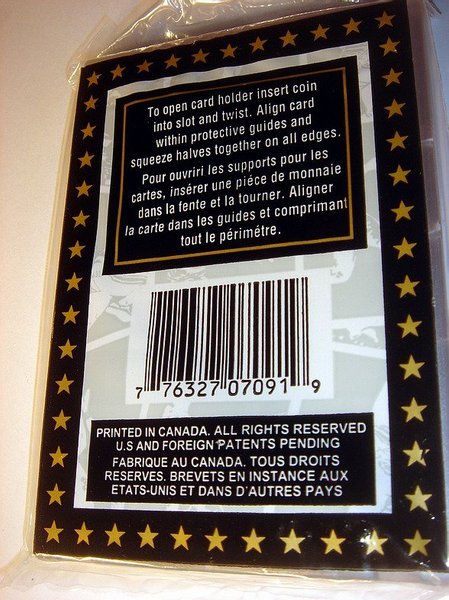 To open card holder insert coin
into slot and twist. Align card
within protective guides and
squeeze halves together on all edges.
Pour ouvriri les supports pour les
cartes, insérer une piéce de monnaie
dans la fente et la tourner. Aligner
la carte dans les guides et comprimant
tout le périmétre.
7 76327 07091 9
PRINTED IN CANADA. ALL RIGHTS RESERVED
U.S AND FOREIGN PATENTS PENDING
FABRIQUE AU CANADA. TOUS DROITS
RESERVES. BREVETS EN INSTANCE AUX
ETATS-UNIS ET DANS D'AUTRES PAYS